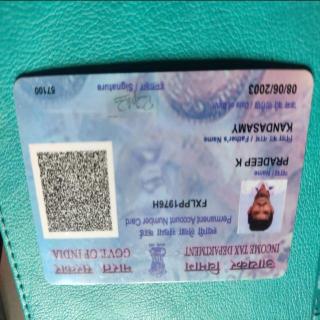 आयकर विभाग भारत सरकार
INCOME TAX DEPARTMENT GOVT. OF INDIA
स्थायी लेखा संख्या कार्ड
Permanent Account Number Card
FXLPP1976H
नाम / Name
PRADEEP K
पिता का नाम / Father's Name
KANDASAMY
जन्म की तारीख / Date of Birth
08/06/2003
हस्ताक्षर / Signature